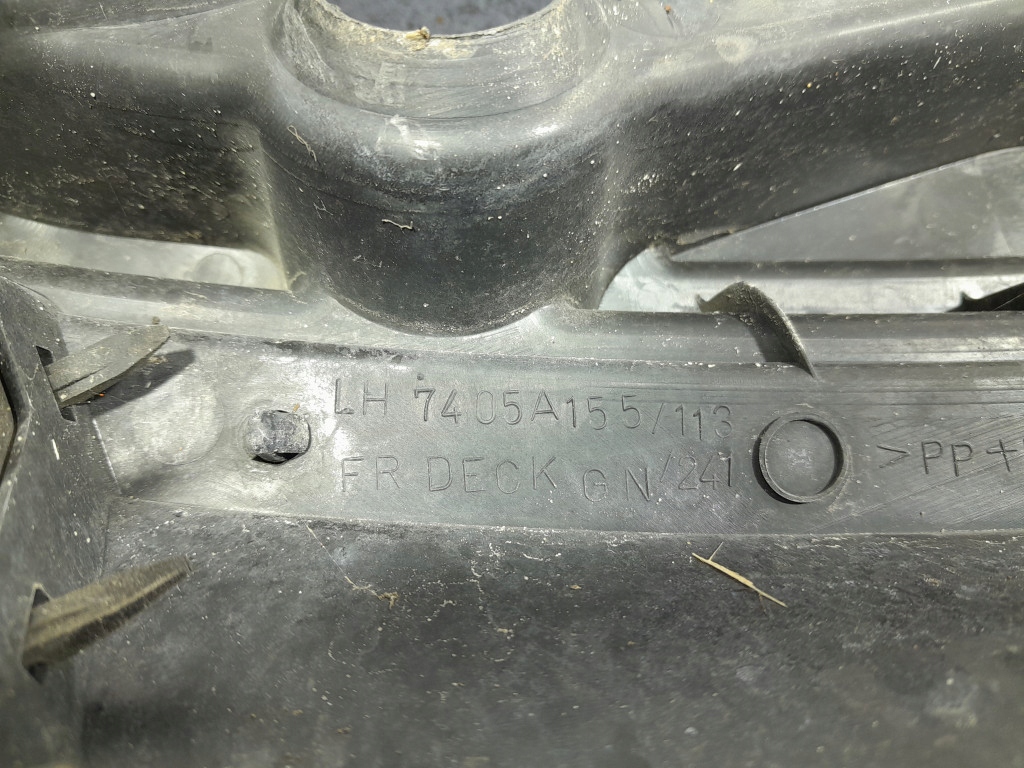 LH 7405A155/113
FR DECK GN/241
>PP+